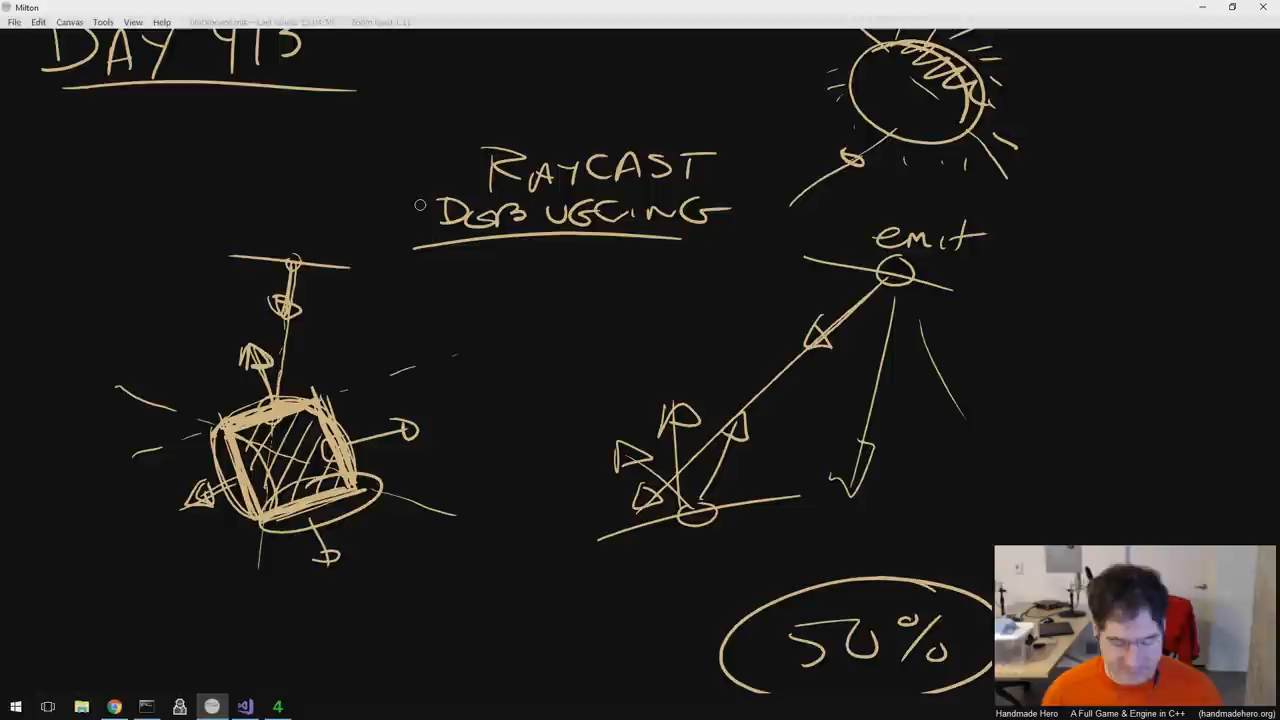 Milton
File Edit Canvas Tools View Help
DAY 413
RAYCAST
DEBUGGING
emit
50%
4
Handmade Hero A Full Game & Engine in C++ (handmadehero.org)